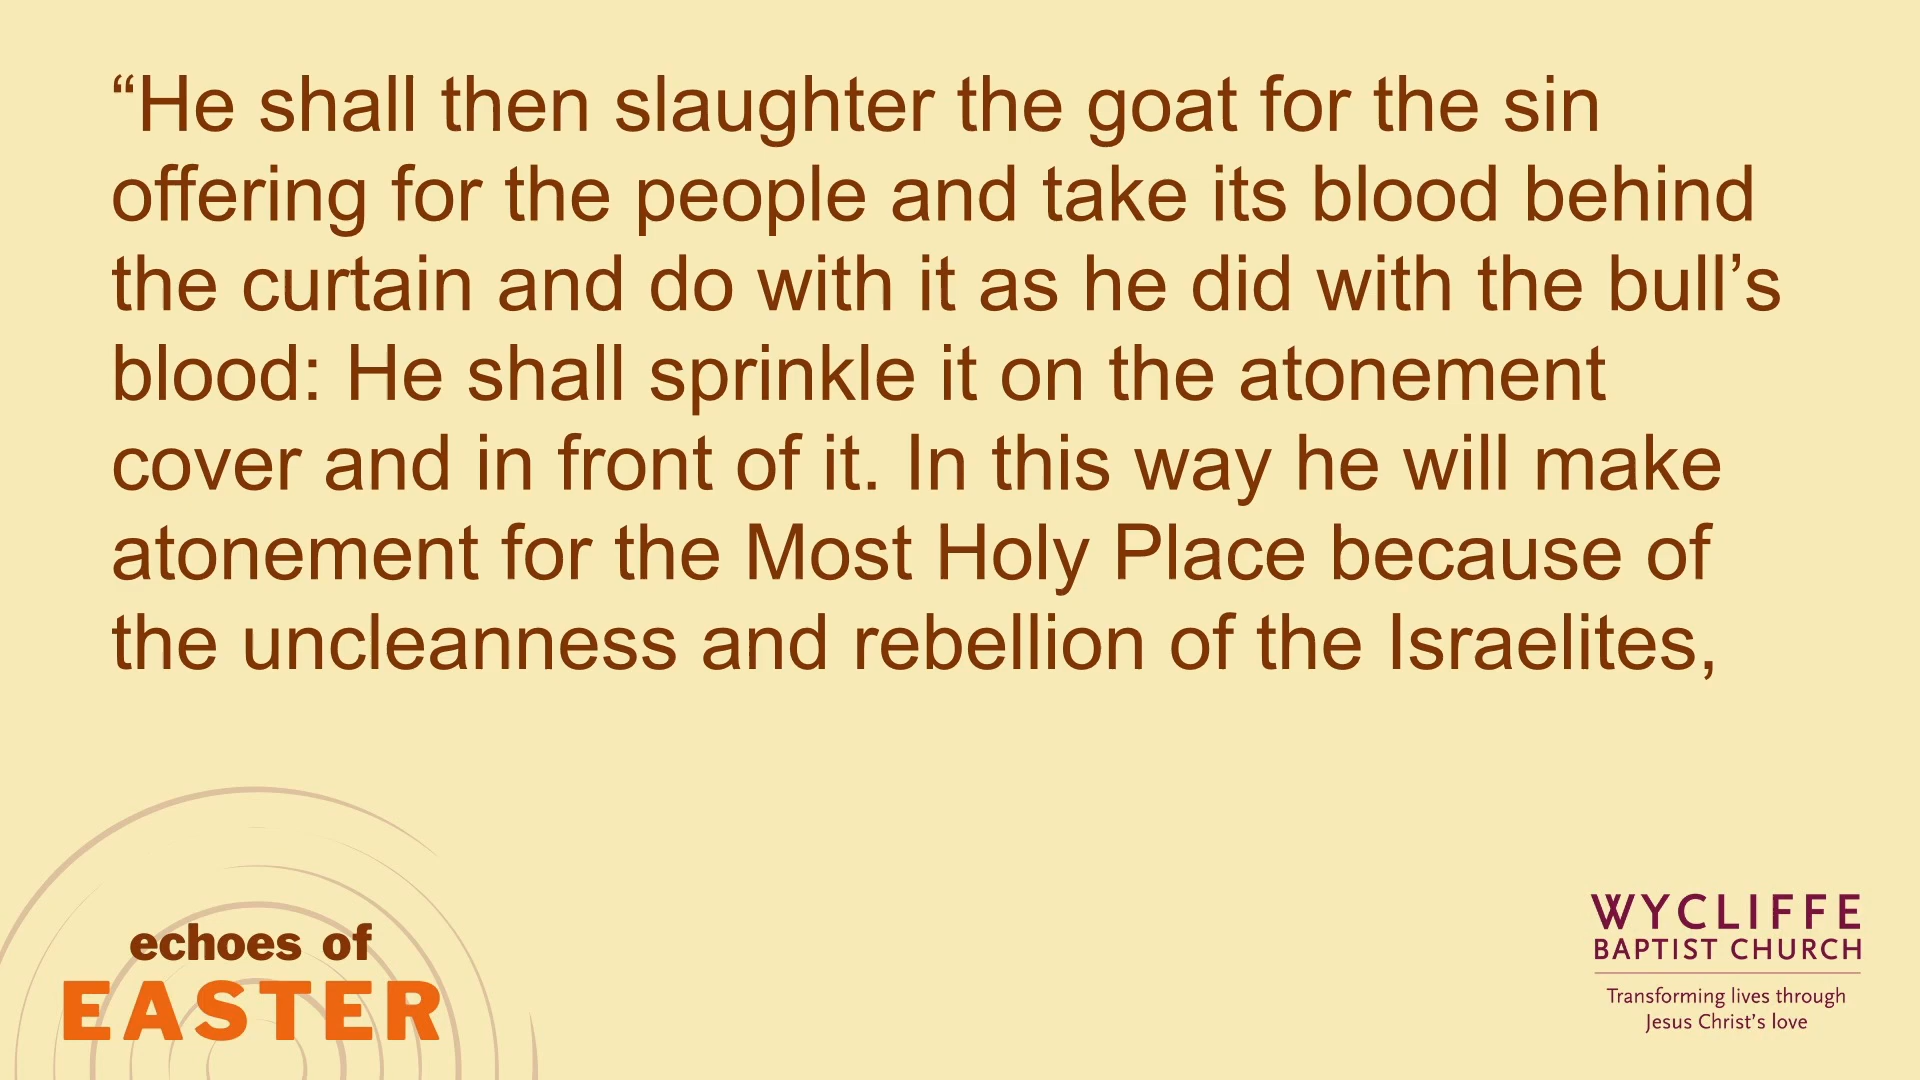 “He shall then slaughter the goat for the sin
offering for the people and take its blood behind
the curtain and do with it as he did with the bull’s
blood: He shall sprinkle it on the atonement
cover and in front of it. In this way he will make
atonement for the Most Holy Place because of
the uncleanness and rebellion of the Israelites,
echoes of
EASTER
WYCLIFFE
BAPTIST CHURCH
Transforming lives through
Jesus Christ’s love